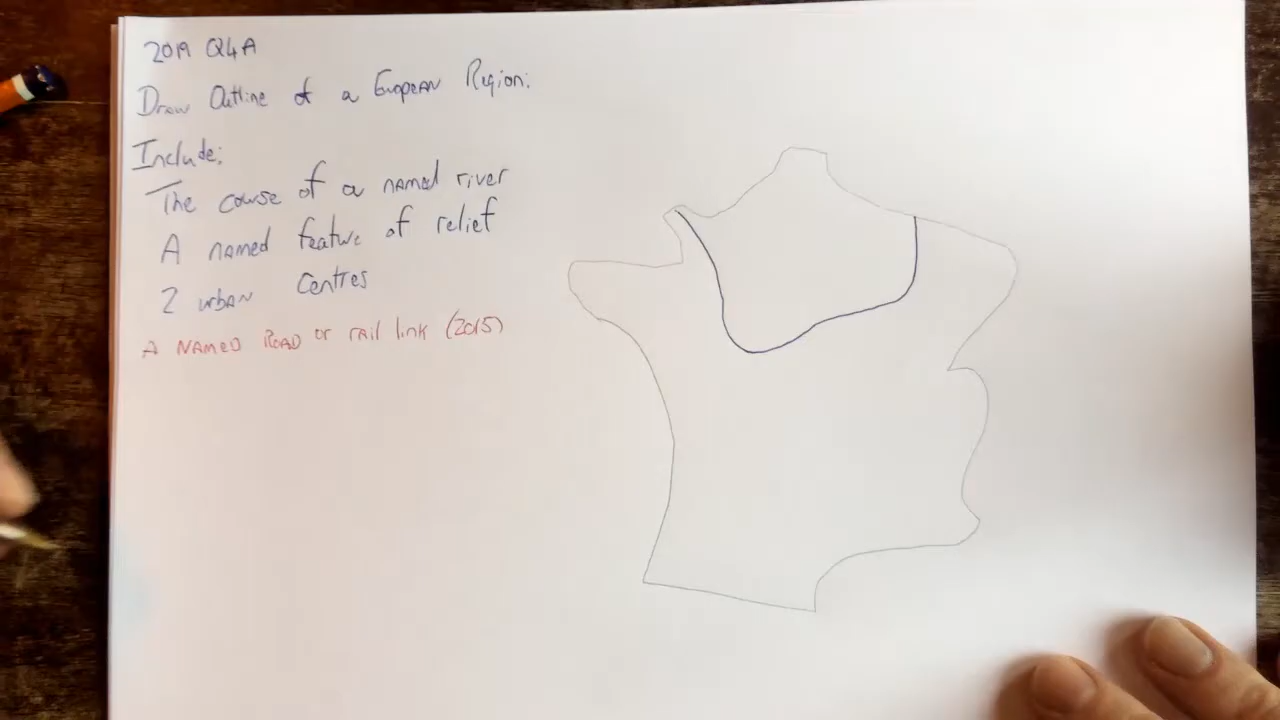 2019 Q4A
Draw Outline of a European Region:
Include:
The course of a named river
A named feature of relief
2 urban Centres
A NAMED ROAD or rail link (2015)